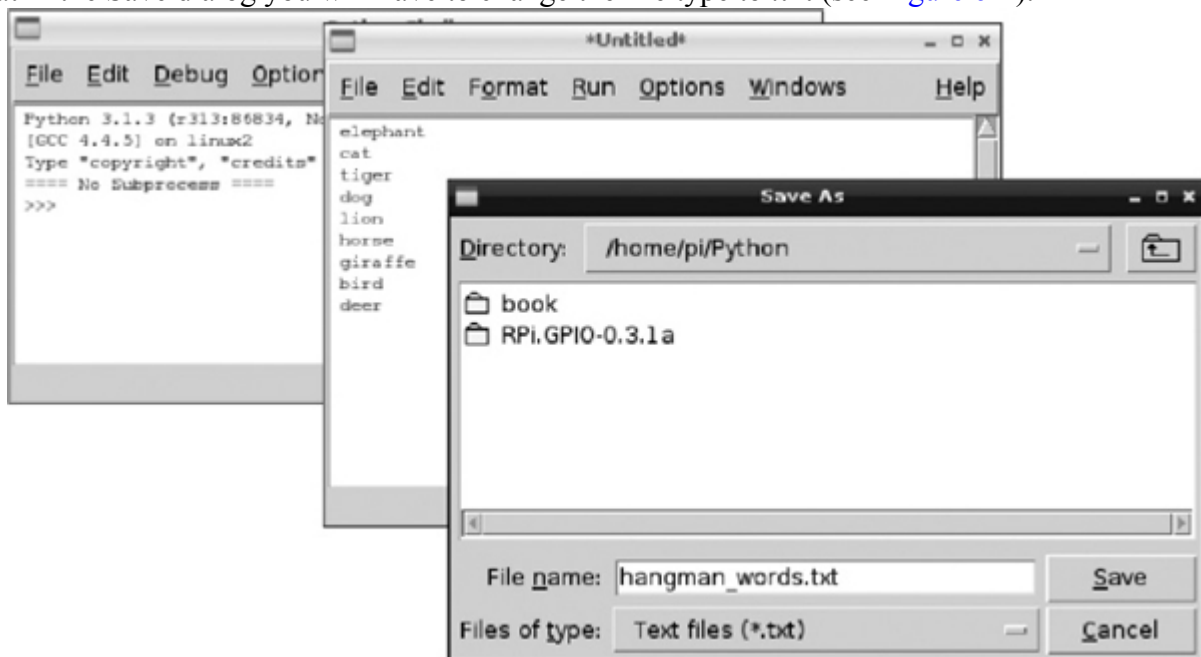 File Edit Debug
Python 3.1.3 (r313:86834,
[GCC 4.4.5] on linux2
Type "copyright", "credits"
==== No Subprocess ====
>>>
*Untitled*
File Edit Format Run Options Windows Help
elephant
cat
tiger
dog
lion
horse
giraffe
bird
deer
Save As
Directory: /home/pi/Python
book
RPi.GPIO-0.3.1a
File name: hangman_words.txt Save
Files of type: Text files (*.txt) Cancel